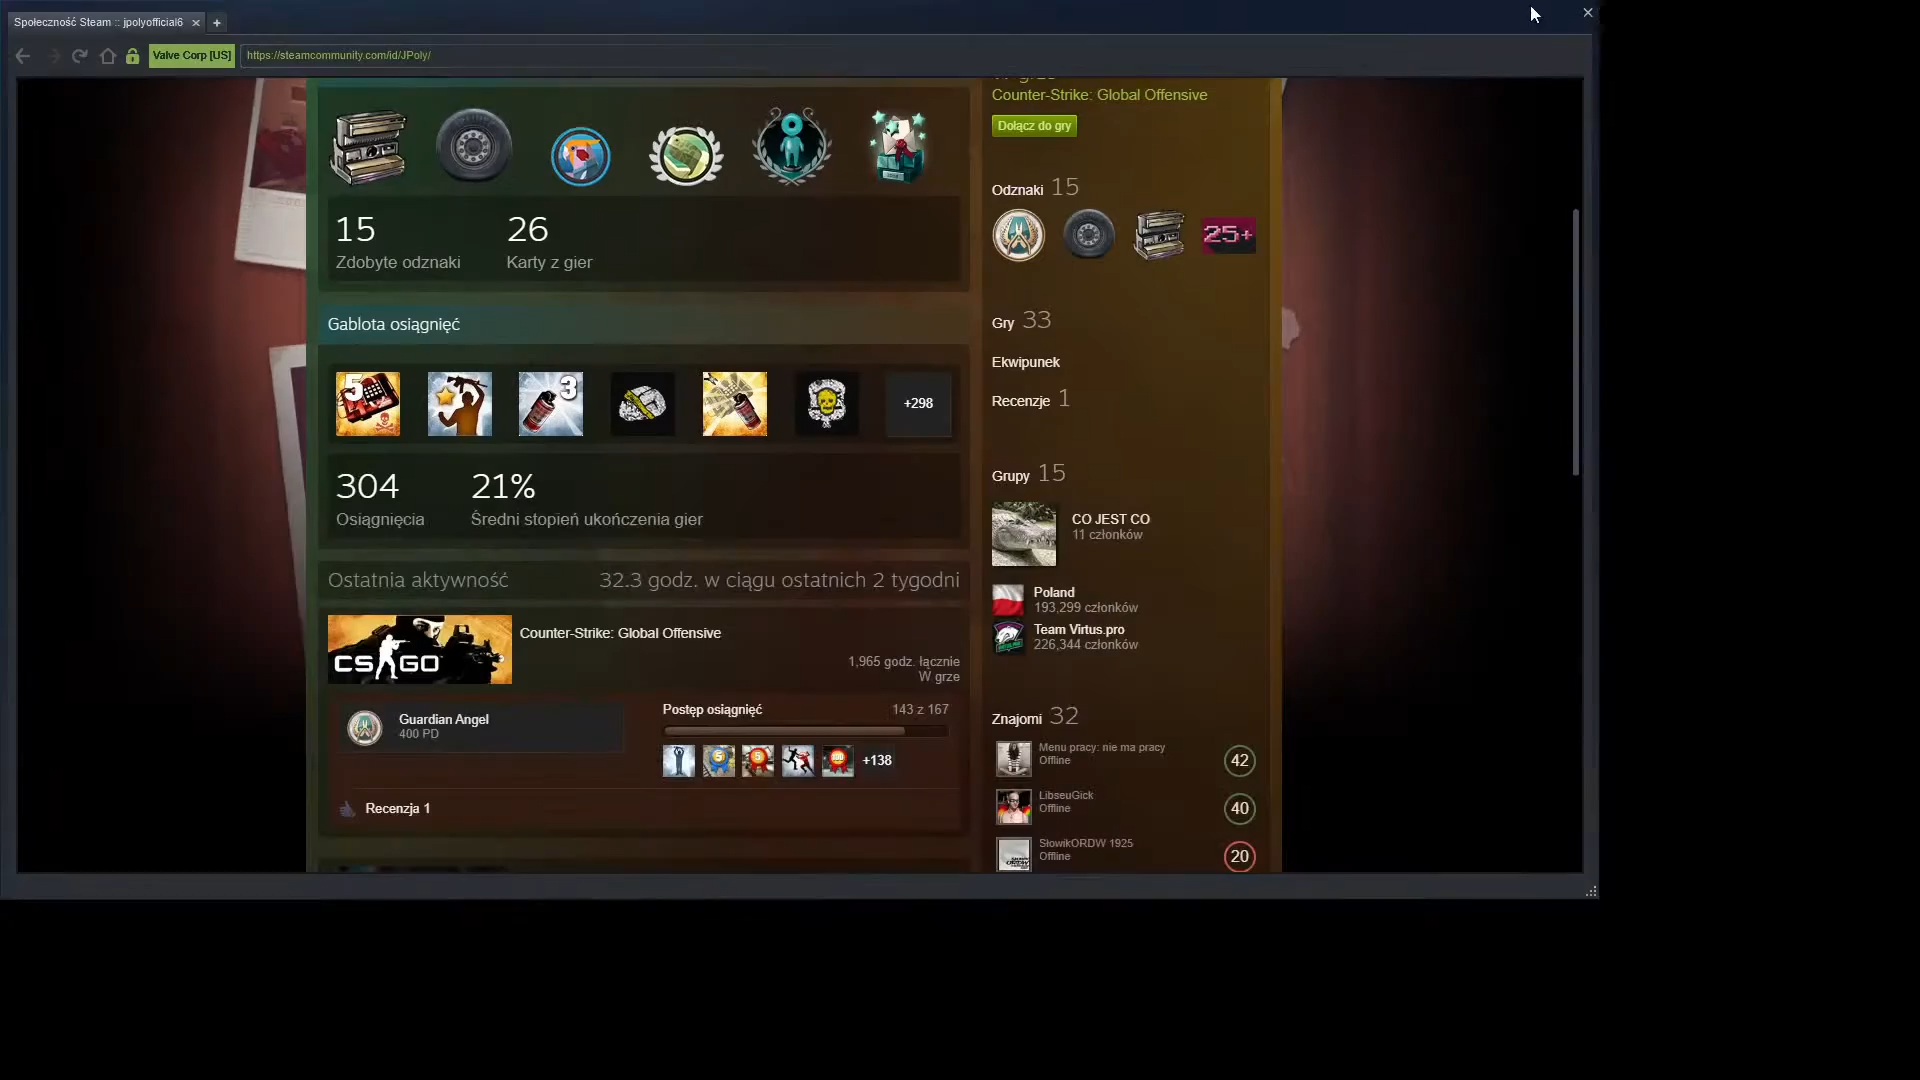 Społeczność Steam :: jpolyofficial6
Valve Corp [US]
https://steamcommunity.com/id/JPoly/
15
Zdobyte odznaki
26
Karty z gier
Gablota osiągnięć
5
3
+298
304
Osiągnięcia
21%
Średni stopień ukończenia gier
Ostatnia aktywność
32.3 godz. w ciągu ostatnich 2 tygodni
CS GO
Counter-Strike: Global Offensive
1,965 godz. łącznie
W grze
Guardian Angel
400 PD
Postęp osiągnięć
143 z 167
+138
Recenzja 1
Counter-Strike: Global Offensive
Dołącz do gry
Odznaki 15
25+
Gry 33
Ekwipunek
Recenzje 1
Grupy 15
CO JEST CO
11 członków
Poland
193,299 członków
Team Virtus.pro
226,344 członków
Znajomi 32
Menu pracy: nie ma pracy
Offline
42
LibseuGick
Offline
40
SłowikORDW 1925
Offline
20